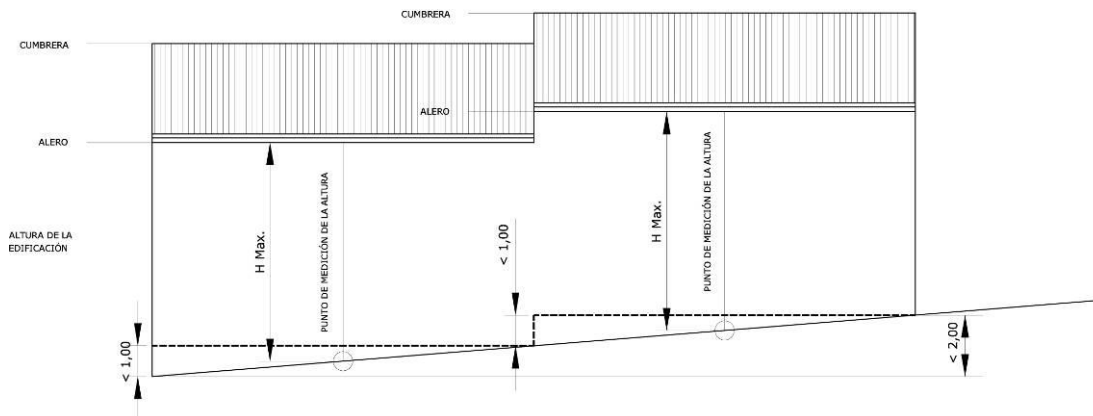 CUMBRERA
CUMBRERA
ALERO
ALERO
ALTURA DE LA
EDIFICACIÓN
H Max.
PUNTO DE MEDICIÓN DE LA ALTURA
< 1,00
H Max.
PUNTO DE MEDICIÓN DE LA ALTURA
< 1,00
< 2,00